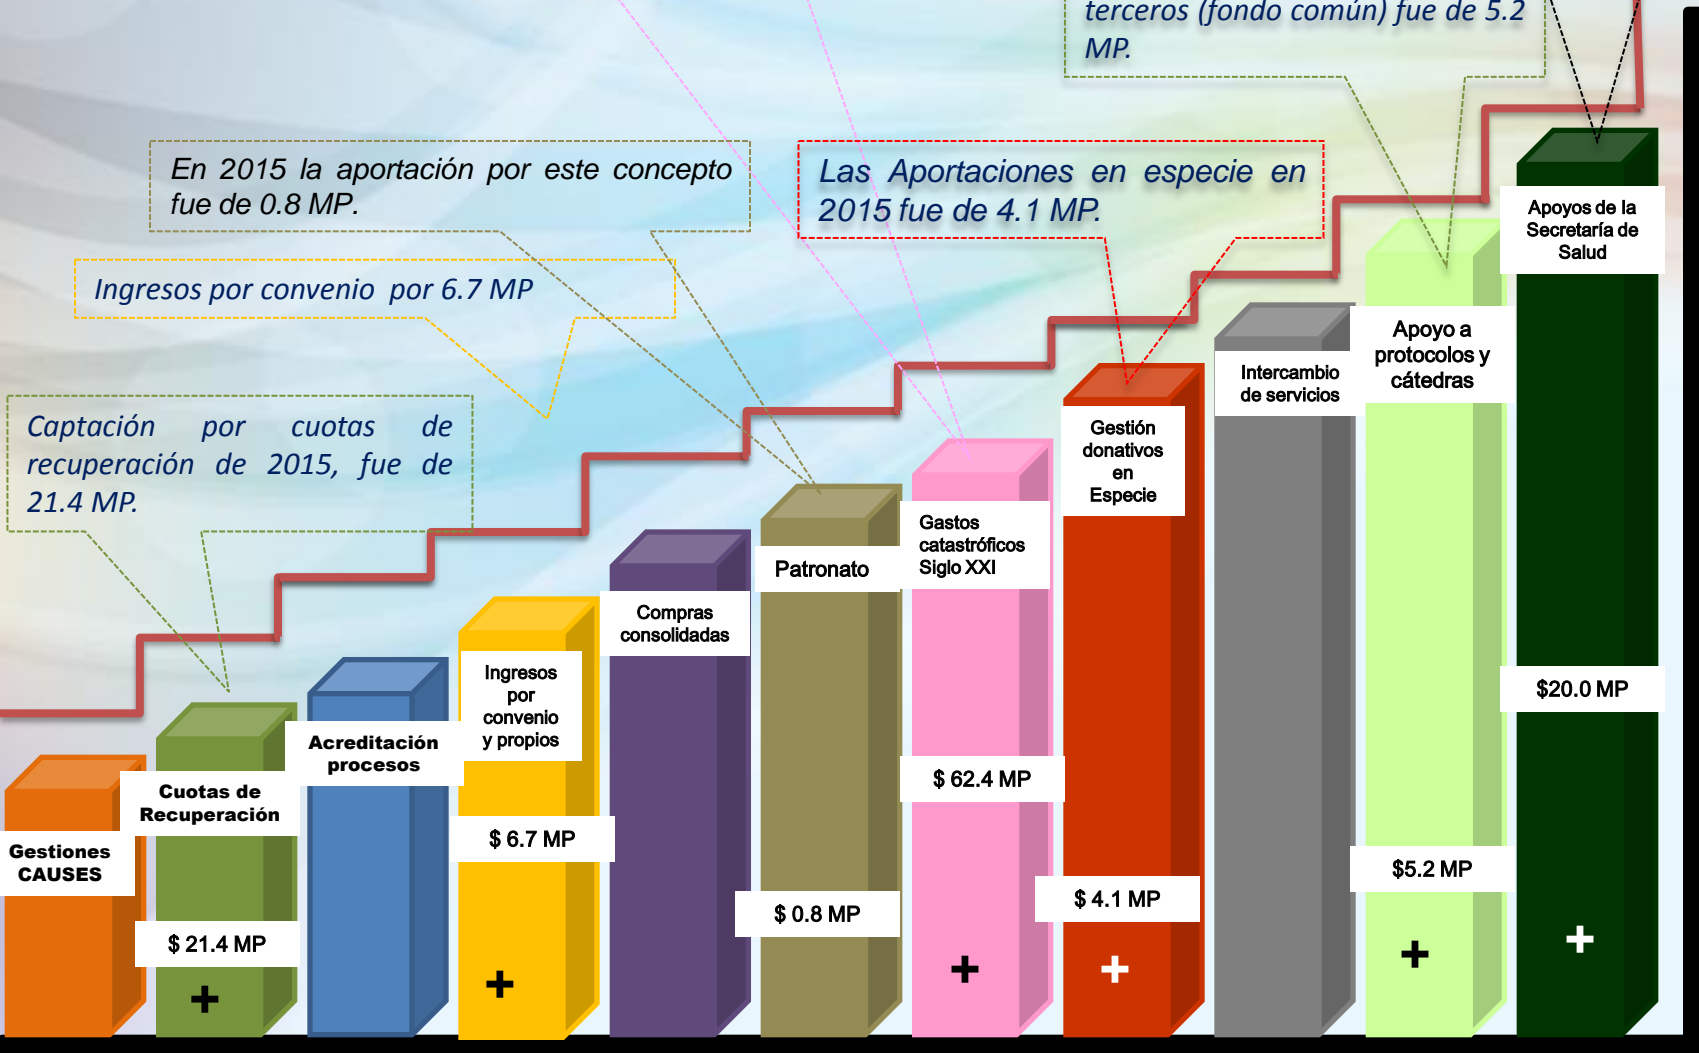 terceros (fondo común) fue de 5.2
MP.
En 2015 la aportación por este concepto
fue de 0.8 MP.
Las Aportaciones en especie en
2015 fue de 4.1 MP.
Ingresos por convenio por 6.7 MP
Captación por cuotas de
recuperación de 2015, fue de
21.4 MP.
Gestiones
CAUSES
Cuotas de
Recuperación
$ 21.4 MP
+
Acreditación
procesos
Ingresos
por
convenio
y propios
$ 6.7 MP
+
Compras
consolidadas
Patronato
$ 0.8 MP
Gastos
catastróficos
Siglo XXI
$ 62.4 MP
+
Gestión
donativos
en
Especie
$ 4.1 MP
+
Intercambio
de servicios
Apoyo a
protocolos y
cátedras
$5.2 MP
+
Apoyos de la
Secretaría de
Salud
$20.0 MP
+